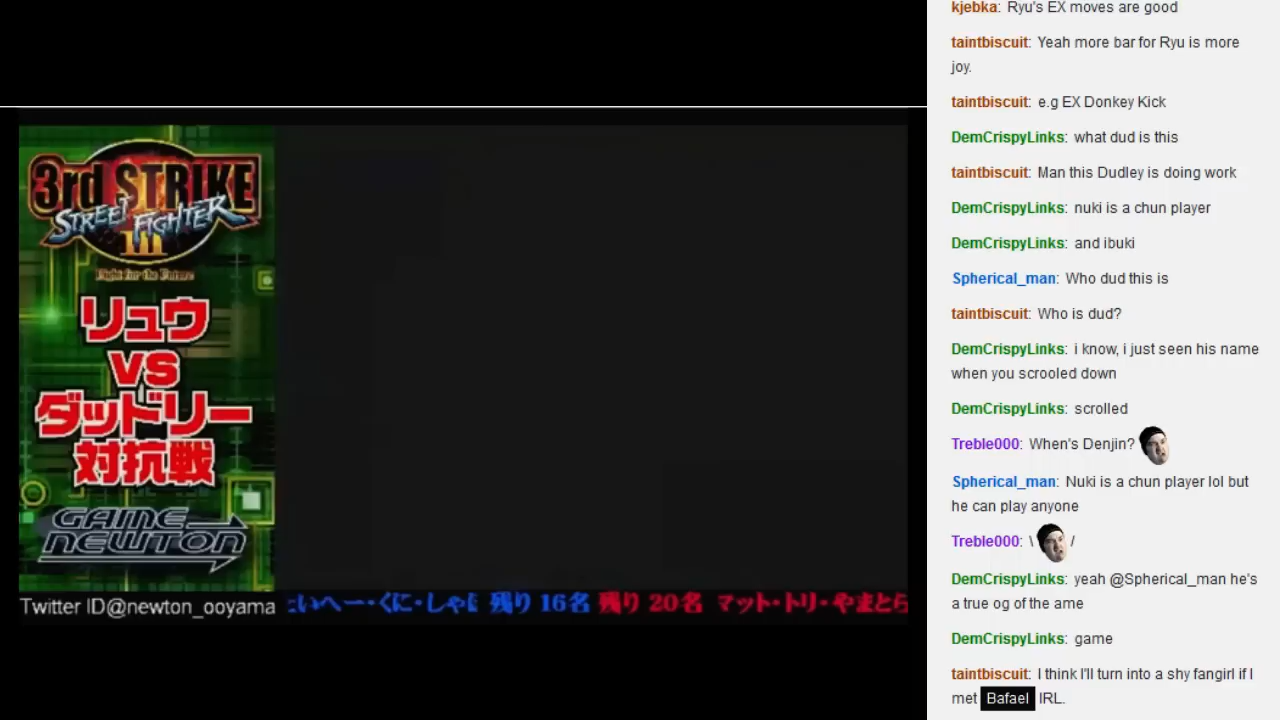 3rd STRIKE
STREET FIGHTER
III
Fight for the Future
リュウ
VS
ダッドリー
対抗戦
GAME
NEWTON
Twitter ID@newton_ooyama
いへー・くに・しゃ 残り 16名 残り 20名 マット・トリ・やまとら
kjebka: Ryu's EX moves are good
taintbiscuit: Yeah more bar for Ryu is more
joy.
taintbiscuit: e.g EX Donkey Kick
DemCrispyLinks: what dud is this
taintbiscuit: Man this Dudley is doing work
DemCrispyLinks: nuki is a chun player
DemCrispyLinks: and ibuki
Spherical_man: Who dud this is
taintbiscuit: Who is dud?
DemCrispyLinks: i know, i just seen his name
when you scrooled down
DemCrispyLinks: scrolled
Treble000: When's Denjin?
Spherical_man: Nuki is a chun player lol but
he can play anyone
Treble000: \ /
DemCrispyLinks: yeah @Spherical_man he's
a true og of the ame
DemCrispyLinks: game
taintbiscuit: I think I'll turn into a shy fangirl if I
met Bafael IRL.